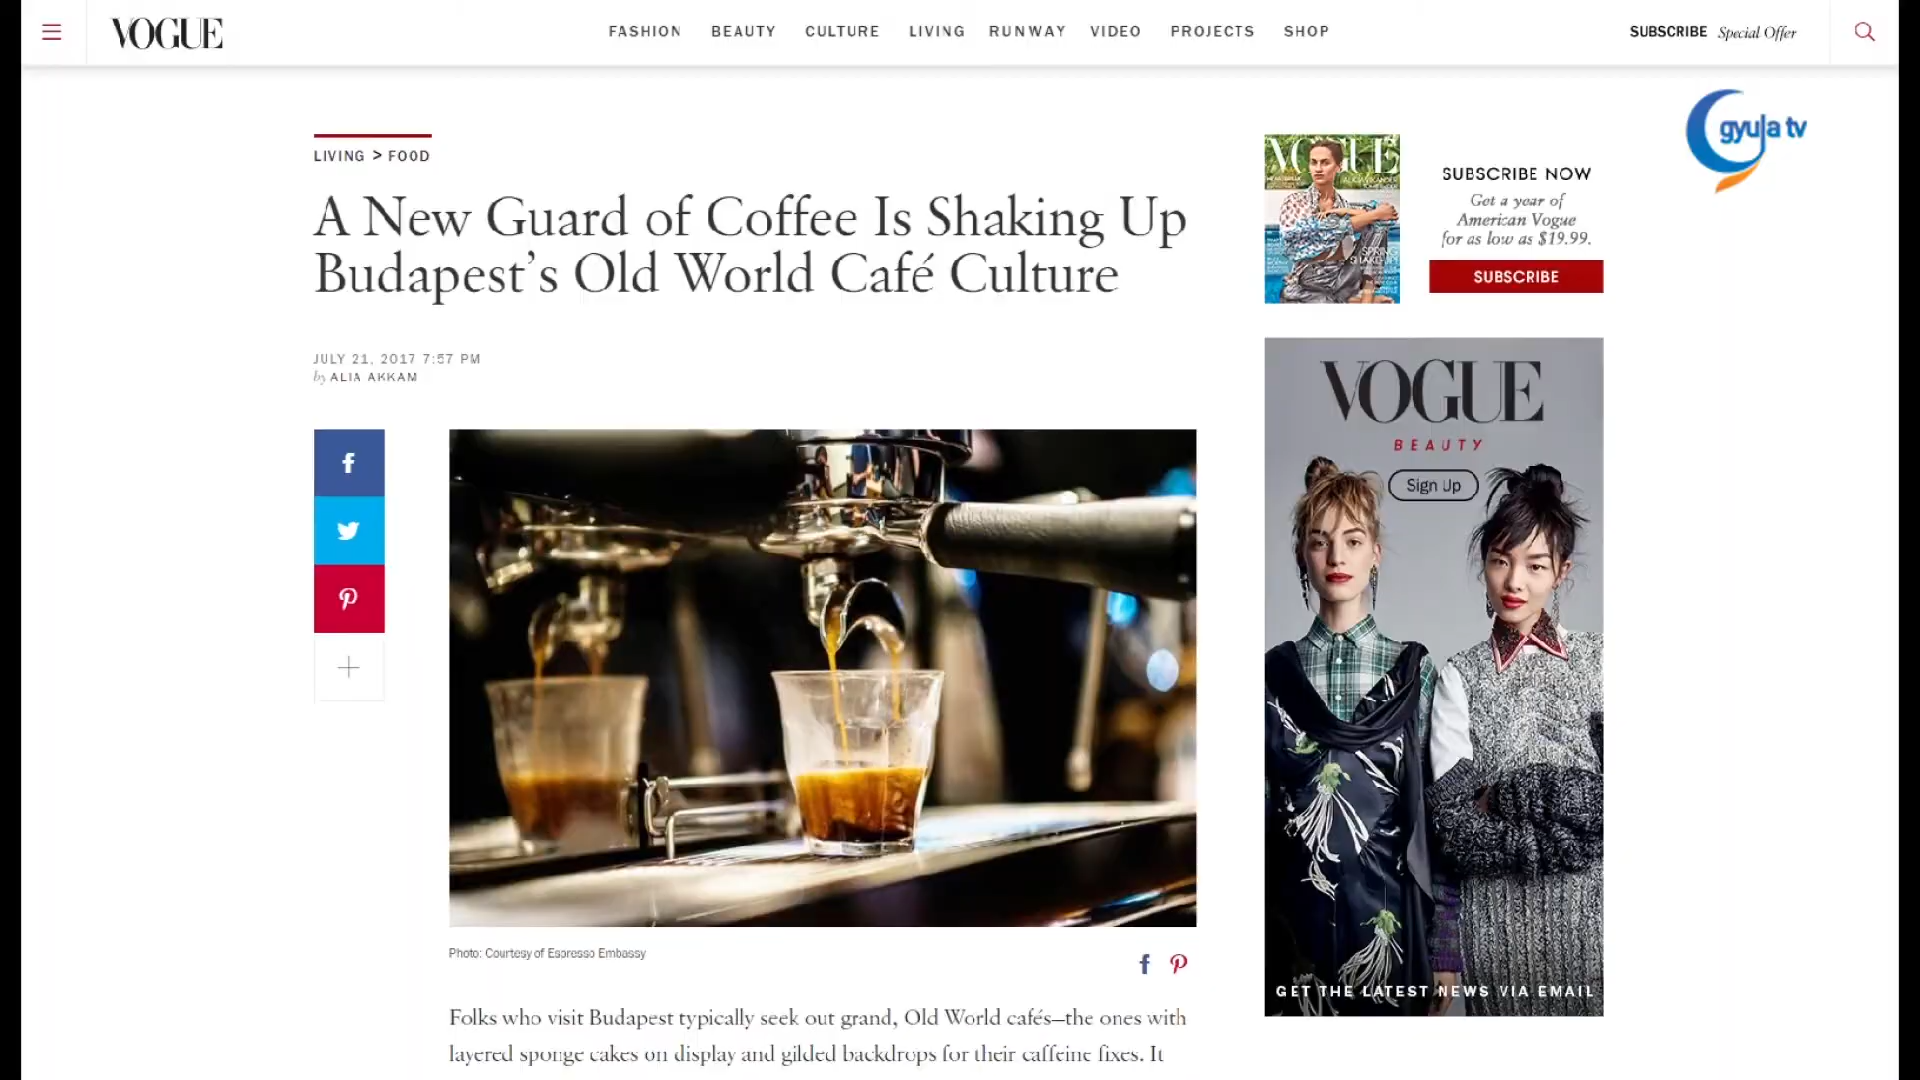 VOGUE
FASHION BEAUTY CULTURE LIVING RUNWAY VIDEO PROJECTS SHOP
SUBSCRIBE Special Offer
gyula tv
LIVING > FOOD
A New Guard of Coffee Is Shaking Up
Budapest’s Old World Café Culture
JULY 21, 2017 7:57 PM
by ALIA AKKAM
VOGUE
SUBSCRIBE NOW
Get a year of
American Vogue
for as low as $19.99.
SUBSCRIBE
VOGUE
BEAUTY
Sign Up
GET THE LATEST NEWS VIA EMAIL
Photo: Courtesy of Espresso Embassy
Folks who visit Budapest typically seek out grand, Old World cafés—the ones with
layered sponge cakes on display and gilded backdrops for their caffeine fixes. It